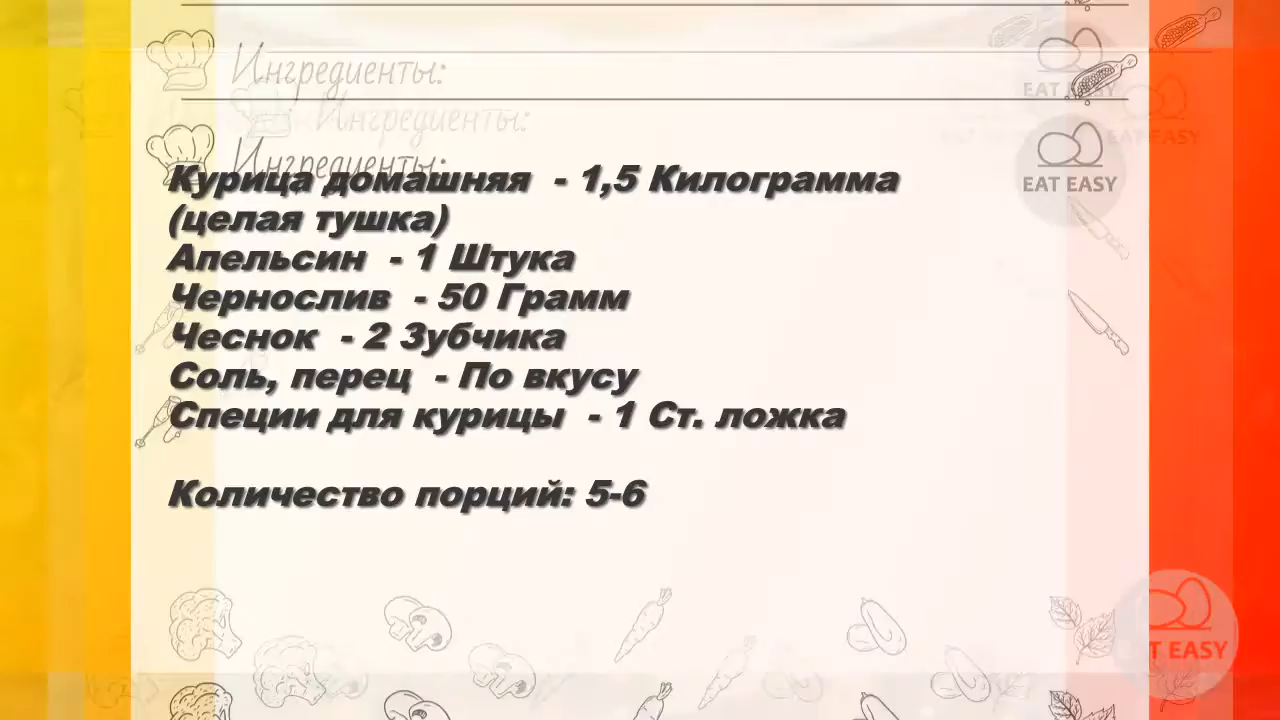 Ингредиенты:
EAT EASY
Ингредиенты:
EAT EASY
Ингредиенты:
EAT EASY
Курица домашняя - 1,5 Килограмма
(целая тушка)
Апельсин - 1 Штука
Чернослив - 50 Грамм
Чеснок - 2 Зубчика
Соль, перец - По вкусу
Специи для курицы - 1 Ст. ложка
Количество порций: 5-6
EAT EASY